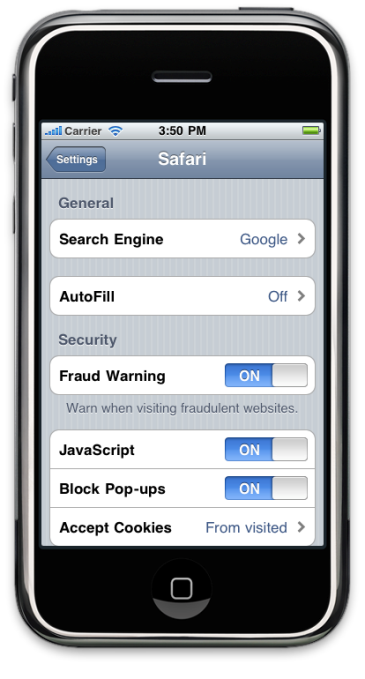 Carrier 3:50 PM
Settings Safari
General
Search Engine Google
AutoFill Off
Security
Fraud Warning ON
Warn when visiting fraudulent websites.
JavaScript ON
Block Pop-ups ON
Accept Cookies From visited